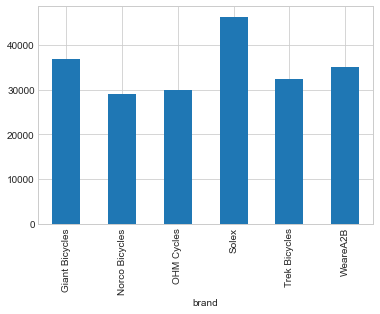 40000
30000
20000
10000
0
Giant Bicycles
Norco Bicycles
OHM Cycles
Solex
Trek Bicycles
WeareA2B
brand